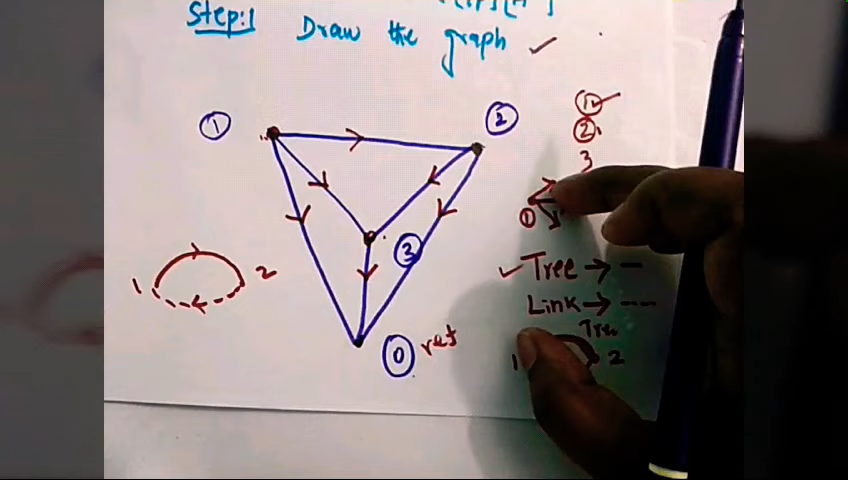 Step:1 Draw the graph
1
2
1
2
3
1
3
Tree → —
1
2
Link → ---
Tree
0 ref
1
2